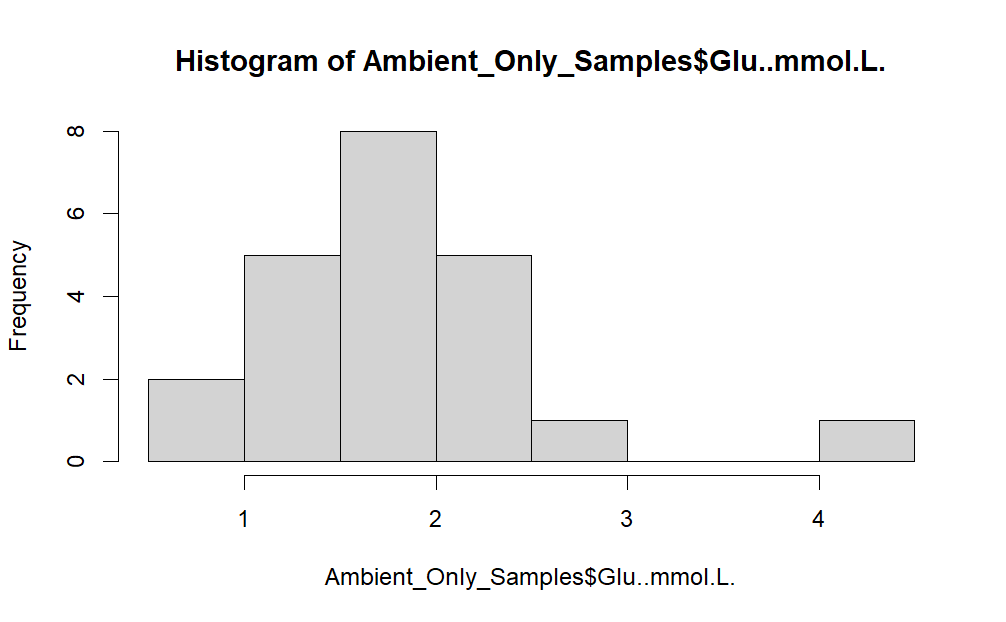 Histogram of Ambient_Only_Samples$Glu..mmol.L.
8
6
4
2
0
Frequency
1 2 3 4
Ambient_Only_Samples$Glu..mmol.L.